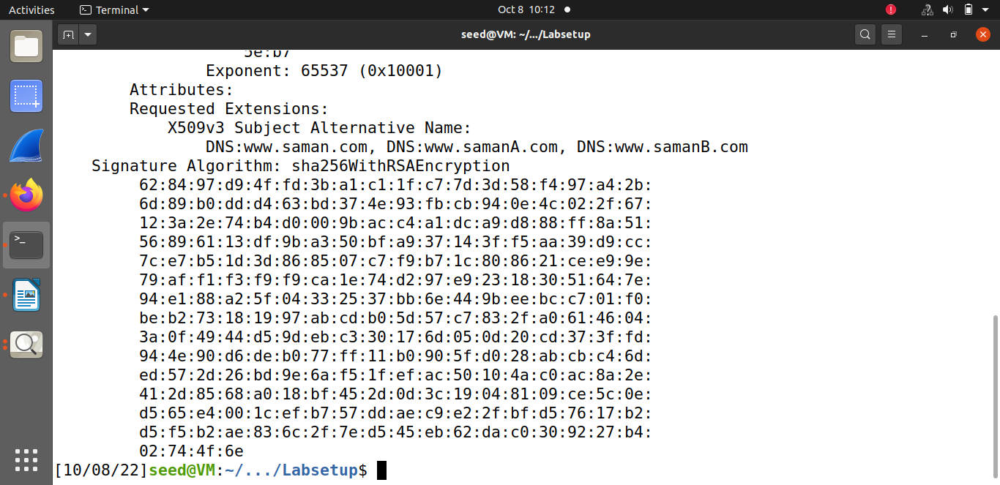 Activities Terminal Oct 8 10:12
seed@VM: ~/.../Labsetup
5e:b7
Exponent: 65537 (0x10001)
Attributes:
Requested Extensions:
X509v3 Subject Alternative Name:
DNS:www.saman.com, DNS:www.samanA.com, DNS:www.samanB.com
Signature Algorithm: sha256WithRSAEncryption
62:84:97:d9:4f:fd:3b:a1:c1:1f:c7:7d:3d:58:f4:97:a4:2b:
6d:89:b0:dd:d4:63:bd:37:4e:93:fb:cb:94:0e:4c:02:2f:67:
12:3a:2e:74:b4:d0:00:9b:ac:c4:a1:dc:a9:d8:88:ff:8a:51:
56:89:61:13:df:9b:a3:50:bf:a9:37:14:3f:f5:aa:39:d9:cc:
7c:e7:b5:1d:3d:86:85:07:c7:f9:b7:1c:80:86:21:ce:e9:9e:
79:af:f1:f3:f9:f9:ca:1e:74:d2:97:e9:23:18:30:51:64:7e:
94:e1:88:a2:5f:04:33:25:37:bb:6e:44:9b:ee:bc:c7:01:f0:
be:b2:73:18:19:97:ab:cd:b0:5d:57:c7:83:2f:a0:61:46:04:
3a:0f:49:44:d5:9d:eb:c3:30:17:6d:05:0d:20:cd:37:3f:fd:
94:4e:90:d6:de:b0:77:ff:11:b0:90:5f:d0:28:ab:cb:c4:6d:
ed:57:2d:26:bd:9e:6a:f5:1f:ef:ac:50:10:4a:c0:ac:8a:2e:
41:2d:85:68:a0:18:bf:45:2d:0d:3c:19:04:81:09:ce:5c:0e:
d5:65:e4:00:1c:ef:b7:57:dd:ae:c9:e2:2f:bf:d5:76:17:b2:
d5:f5:b2:ae:83:6c:2f:7e:d5:45:eb:62:da:c0:30:92:27:b4:
02:74:4f:6e
[10/08/22]seed@VM:~/.../Labsetup$